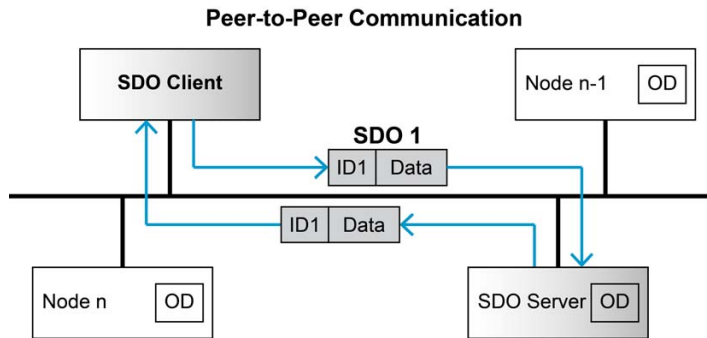 Peer-to-Peer Communication
SDO Client
Node n-1
OD
SDO 1
ID1
Data
ID1
Data
Node n
OD
SDO Server
OD